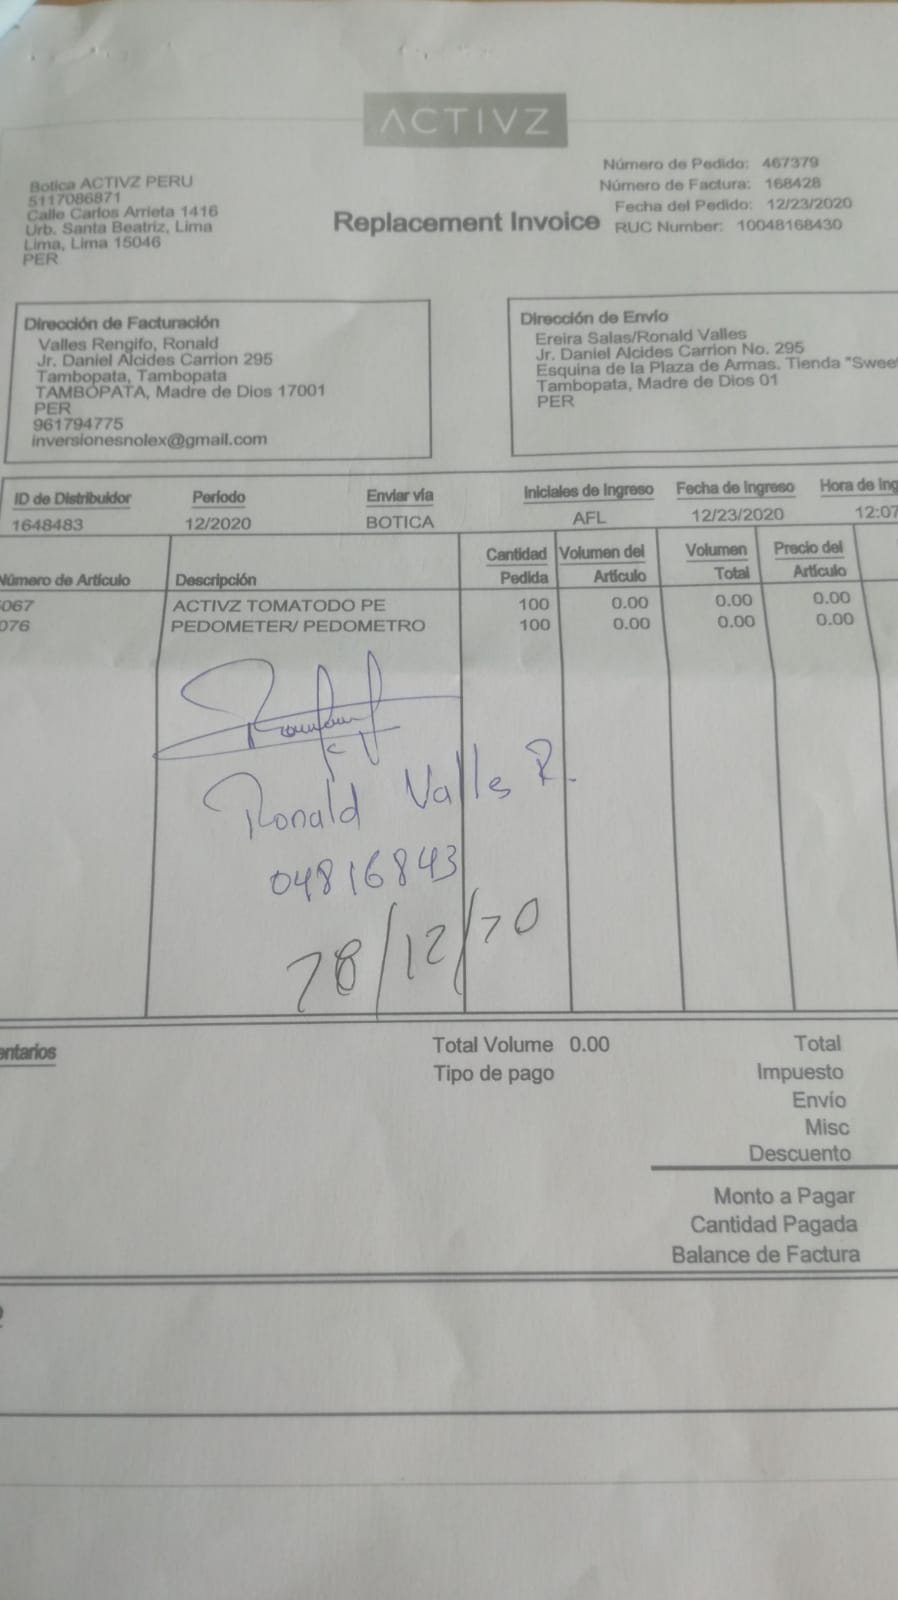 ACTIVZ
Botica ACTIVZ PERU
5117086871
Calle Carlos Arrieta 1416
Urb. Santa Beatriz, Lima
Lima, Lima 15046
PER
Replacement Invoice
Número de Pedido: 467379
Número de Factura: 168428
Fecha del Pedido: 12/23/2020
RUC Number: 10048168430
Dirección de Facturación
Valles Rengifo, Ronald
Jr. Daniel Alcides Carrion 295
Tambopata, Tambopata
TAMBOPATA, Madre de Dios 17001
PER
961794775
inversionesnolex@gmail.com
Dirección de Envío
Ereira Salas/Ronald Valles
Jr. Daniel Alcides Carrion No. 295
Esquina de la Plaza de Armas. Tienda "Sweet
Tambopata, Madre de Dios 01
PER
ID de Distribuidor Período Enviar vía Iniciales de Ingreso Fecha de Ingreso Hora de Ing
1648483 12/2020 BOTICA AFL 12/23/2020 12:07
Número de Artículo Descripción Cantidad Pedida Volumen del Artículo Volumen Total Precio del Artículo
067 ACTIVZ TOMATODO PE 100 0.00 0.00 0.00
076 PEDOMETER/ PEDOMETRO 100 0.00 0.00 0.00
Ronald Valles R.
04816843
28/12/20
entarios
Total Volume 0.00
Tipo de pago
Total
Impuesto
Envío
Misc
Descuento
Monto a Pagar
Cantidad Pagada
Balance de Factura